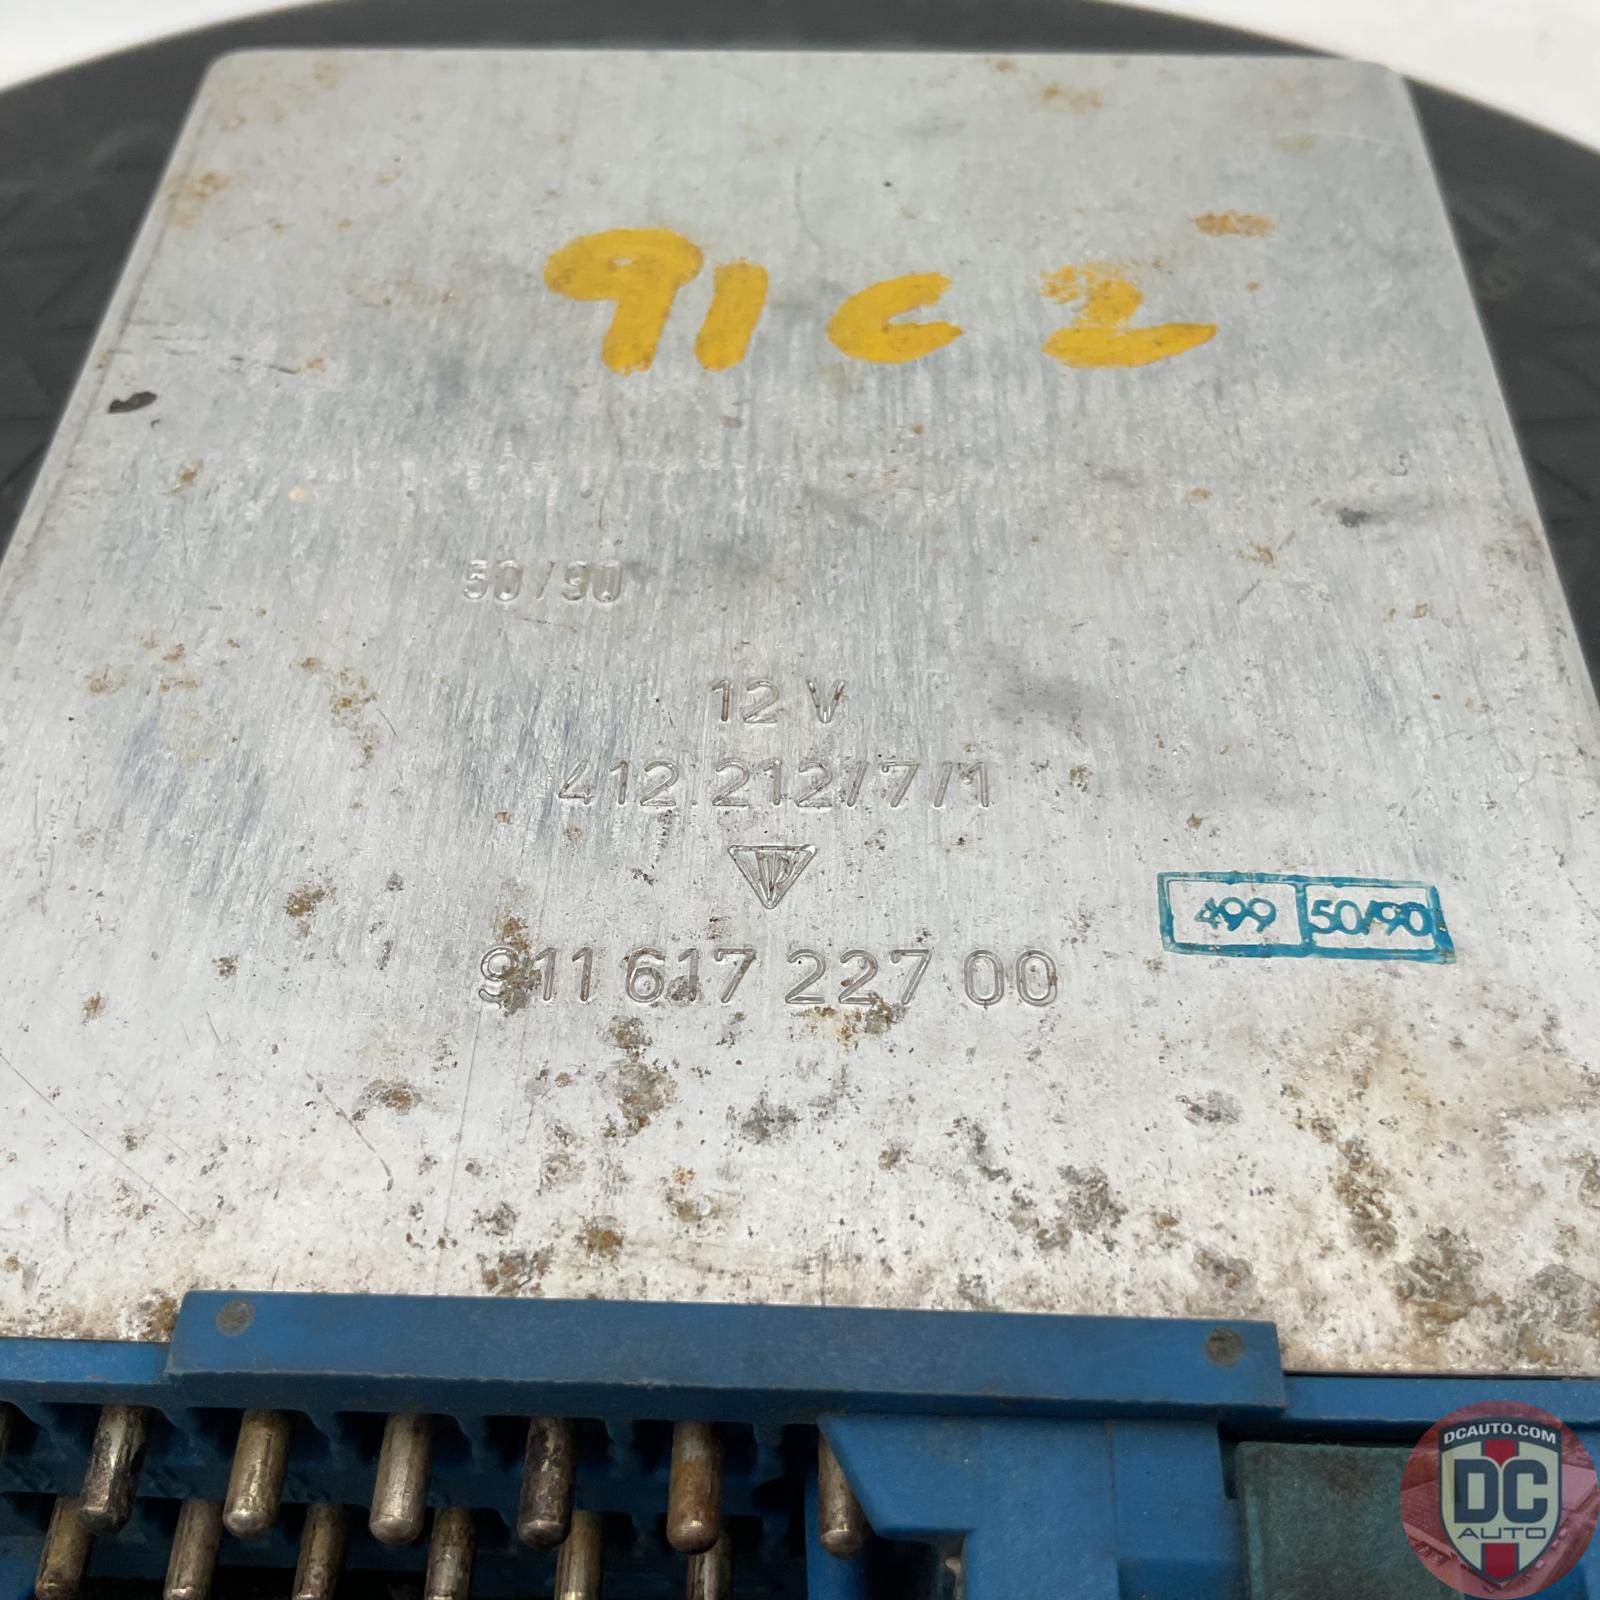 91C2
50/90
12 V
412.212/7/1
911 617 227 00
499 50/90
DCAUTO.COM
DC
AUTO